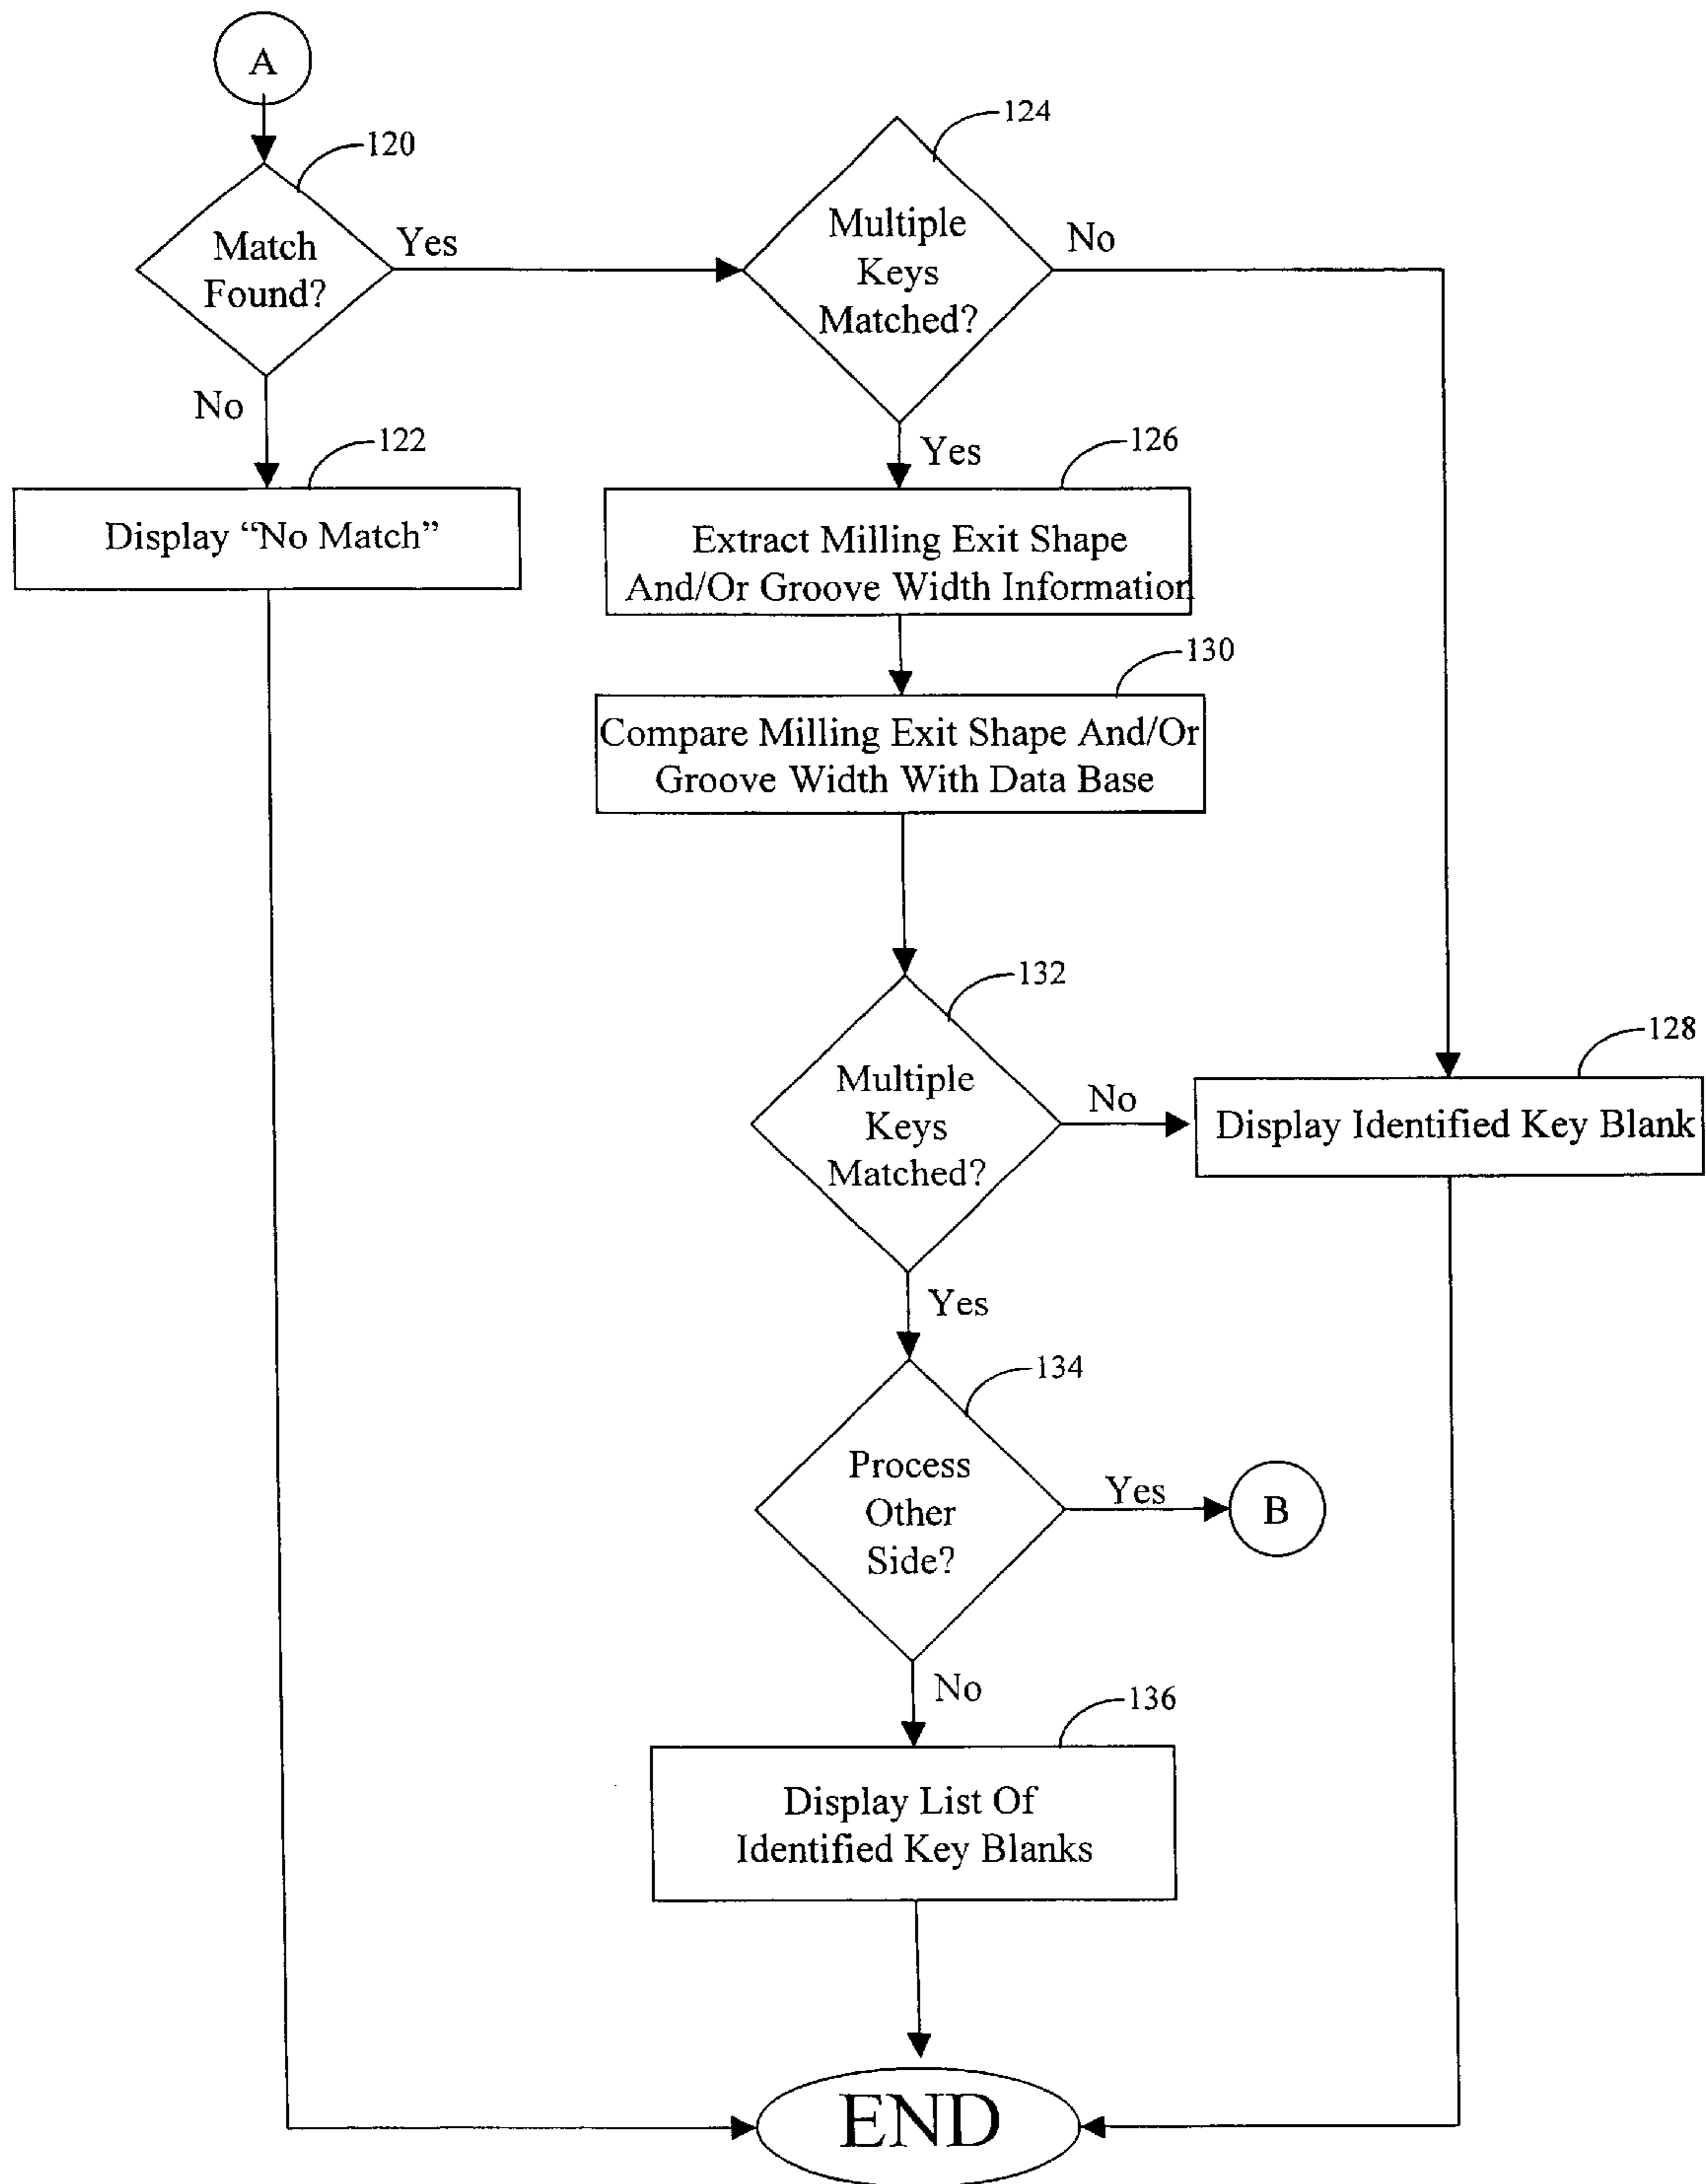 A
120
Match
Found?
Yes
No
122
Display “No Match”
124
Multiple
Keys
Matched?
No
Yes
126
Extract Milling Exit Shape
And/Or Groove Width Information
130
Compare Milling Exit Shape And/Or
Groove Width With Data Base
132
Multiple
Keys
Matched?
No
128
Display Identified Key Blank
Yes
134
Process
Other
Side?
Yes
B
No
136
Display List Of
Identified Key Blanks
END